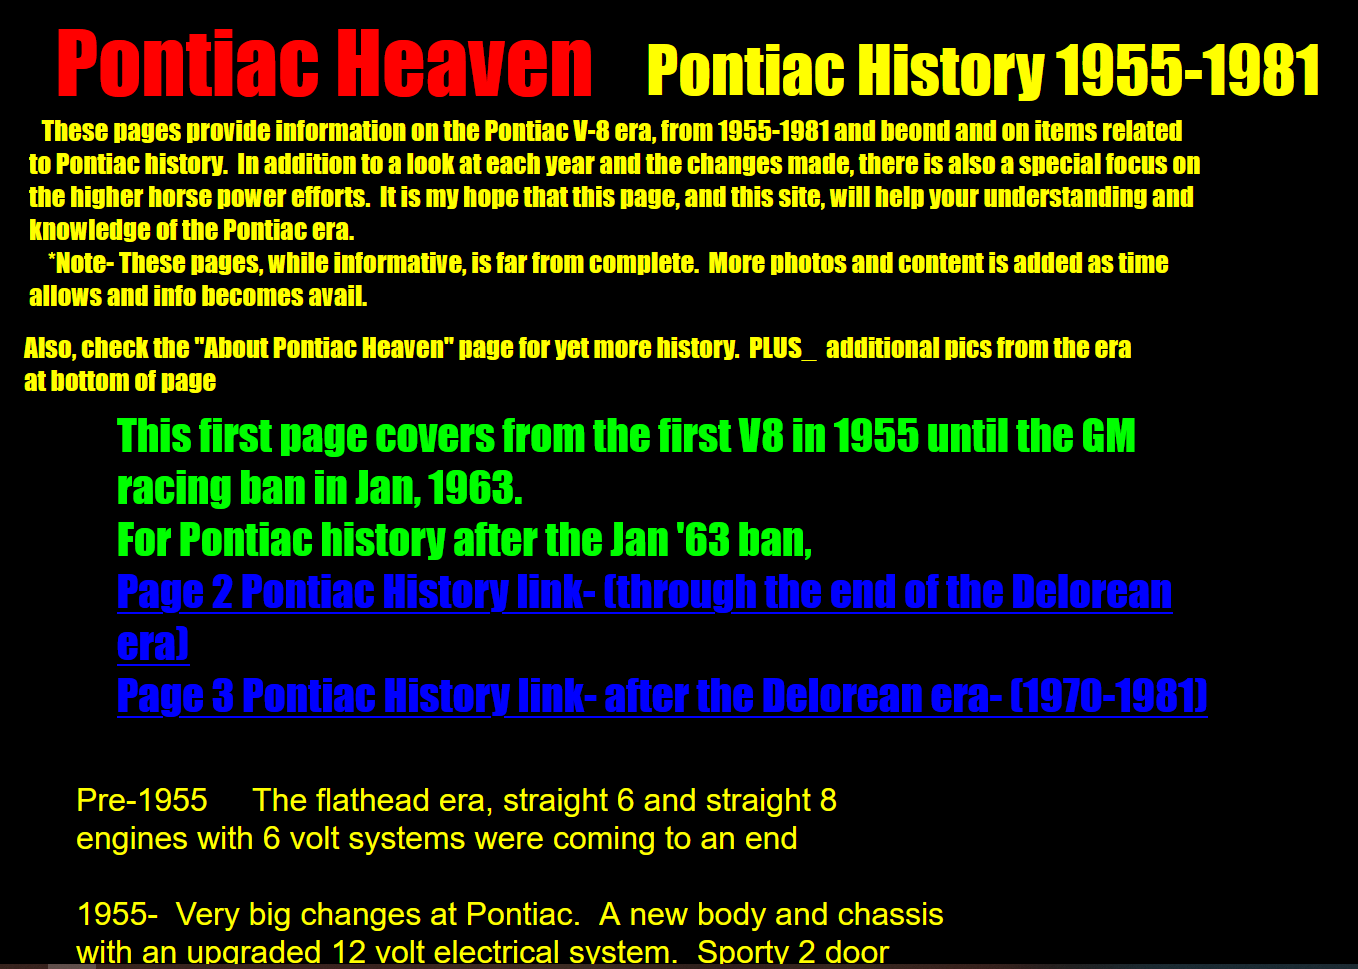 Pontiac Heaven Pontiac History 1955-1981
These pages provide information on the Pontiac V-8 era, from 1955-1981 and beond and on items related
to Pontiac history. In addition to a look at each year and the changes made, there is also a special focus on
the higher horse power efforts. It is my hope that this page, and this site, will help your understanding and
knowledge of the Pontiac era.
*Note- These pages, while informative, is far from complete. More photos and content is added as time
allows and info becomes avail.
Also, check the "About Pontiac Heaven" page for yet more history. PLUS_ additional pics from the era
at bottom of page
This first page covers from the first V8 in 1955 until the GM
racing ban in Jan, 1963.
For Pontiac history after the Jan '63 ban,
Page 2 Pontiac History link- (through the end of the Delorean
era)
Page 3 Pontiac History link- after the Delorean era- (1970-1981)
Pre-1955 The flathead era, straight 6 and straight 8
engines with 6 volt systems were coming to an end
1955- Very big changes at Pontiac. A new body and chassis
with an upgraded 12 volt electrical system. Sporty 2 door